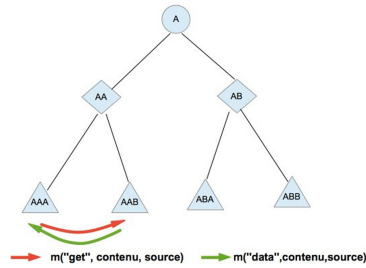 A
AA AB
AAA AAB ABA ABB
m("get", contenu, source) m("data",contenu,source)